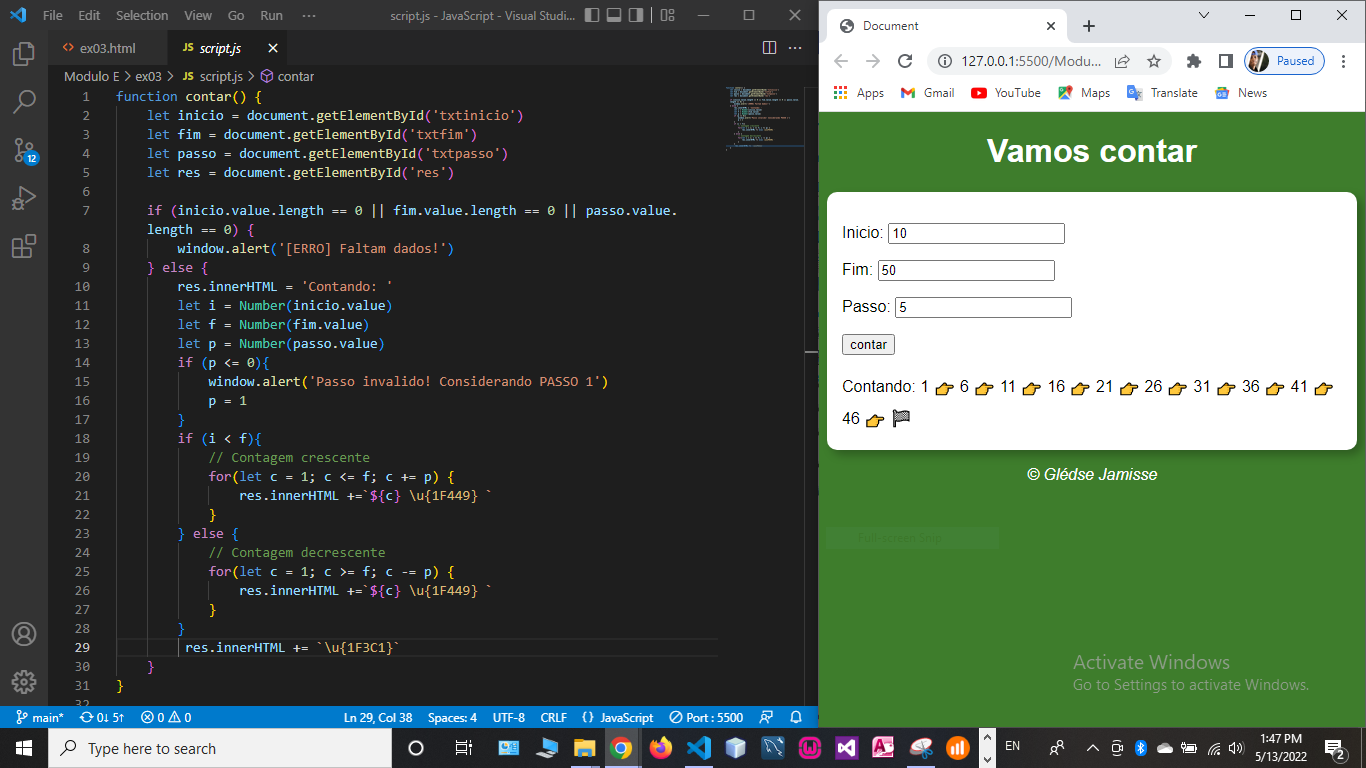 File Edit Selection View Go Run ··· script.js - JavaScript - Visual Studi...
ex03.html JS script.js
Modulo E > ex03 > JS script.js > contar
1 function contar() {
2 let inicio = document.getElementById('txtinicio')
3 let fim = document.getElementById('txtfim')
4 let passo = document.getElementById('txtpasso')
5 let res = document.getElementById('res')
6
7 if (inicio.value.length == 0 || fim.value.length == 0 || passo.value.
length == 0) {
8 window.alert('[ERRO] Faltam dados!')
9 } else {
10 res.innerHTML = 'Contando: '
11 let i = Number(inicio.value)
12 let f = Number(fim.value)
13 let p = Number(passo.value)
14 if (p <= 0){
15 window.alert('Passo invalido! Considerando PASSO 1')
16 p = 1
17 }
18 if (i < f){
19 // Contagem crescente
20 for(let c = 1; c <= f; c += p) {
21 res.innerHTML +=`${c} \u{1F449} `
22 }
23 } else {
24 // Contagem decrescente
25 for(let c = 1; c >= f; c -= p) {
26 res.innerHTML +=`${c} \u{1F449} `
27 }
28 }
29 res.innerHTML += `\u{1F3C1}`
30 }
31 }
32
main* 0↓ 5↑ 0 0 Ln 29, Col 38 Spaces: 4 UTF-8 CRLF {} JavaScript Port : 5500
12
Document
127.0.0.1:5500/Modu... Paused
Apps Gmail YouTube Maps Translate News
Vamos contar
Inicio: 10
Fim: 50
Passo: 5
contar
Contando: 1 👉 6 👉 11 👉 16 👉 21 👉 26 👉 31 👉 36 👉 41 👉
46 👉 🏁
© Glédse Jamisse
Full-screen Snip
Activate Windows
Go to Settings to activate Windows.
Type here to search EN 1:47 PM
5/13/2022 2